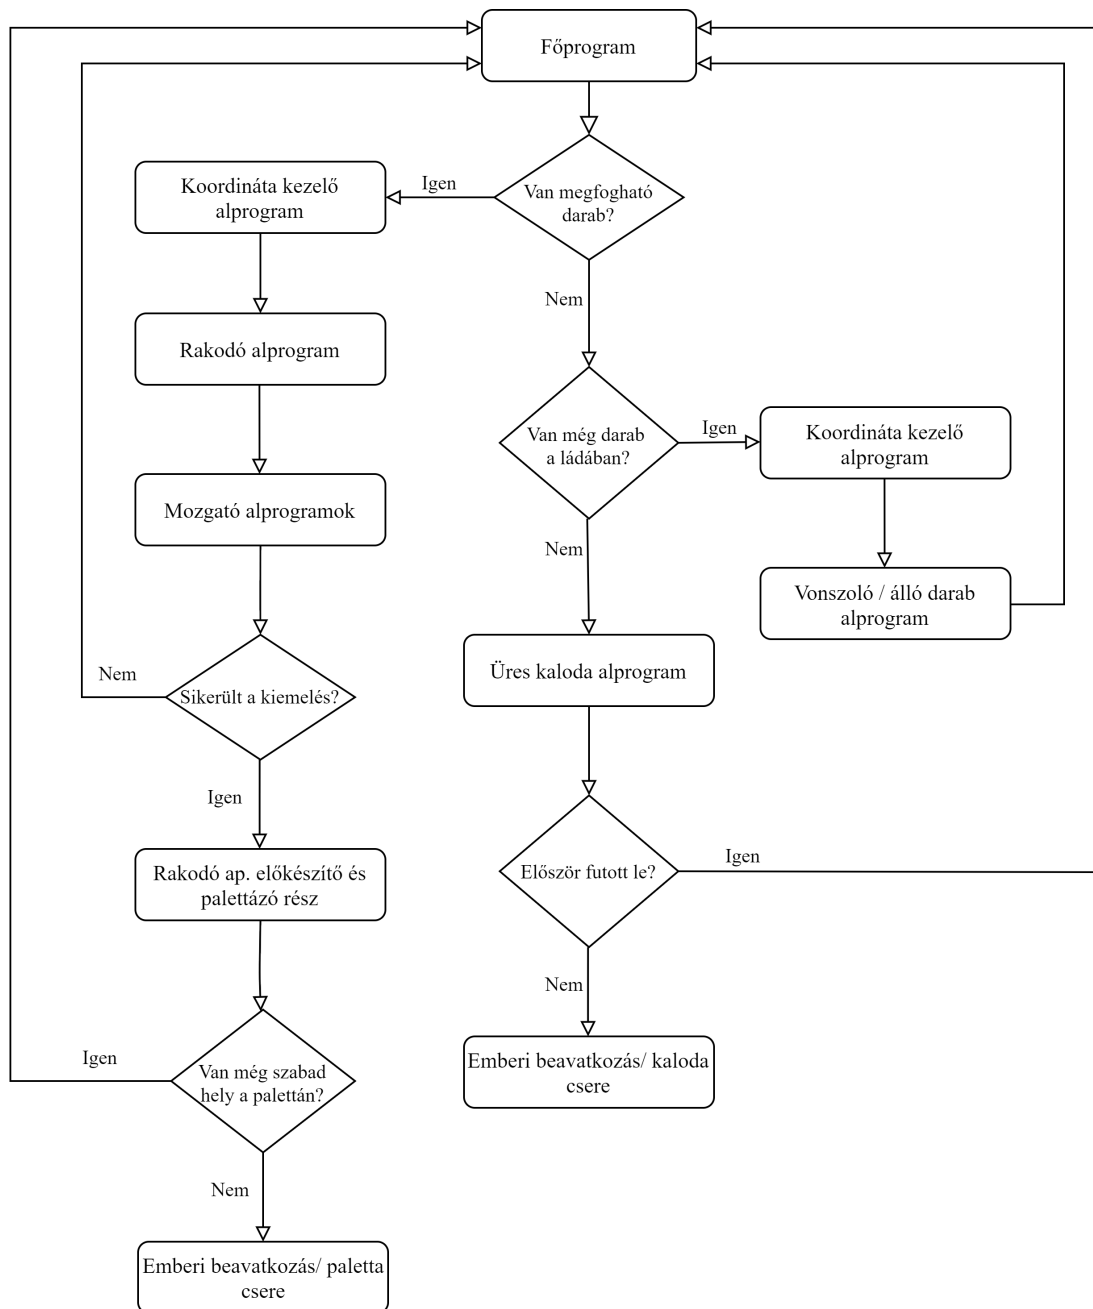 Főprogram
Van megfogható
darab?
Igen
Koordináta kezelő
alprogram
Rakodó alprogram
Mozgató alprogramok
Sikerült a kiemelés?
Nem
Igen
Rakodó ap. előkészítő és
palettázó rész
Van még szabad
hely a palettán?
Igen
Nem
Emberi beavatkozás/ paletta
csere
Nem
Van még darab
a ládában?
Igen
Koordináta kezelő
alprogram
Vonszoló / álló darab
alprogram
Nem
Üres kaloda alprogram
Először futott le?
Igen
Nem
Emberi beavatkozás/ kaloda
csere